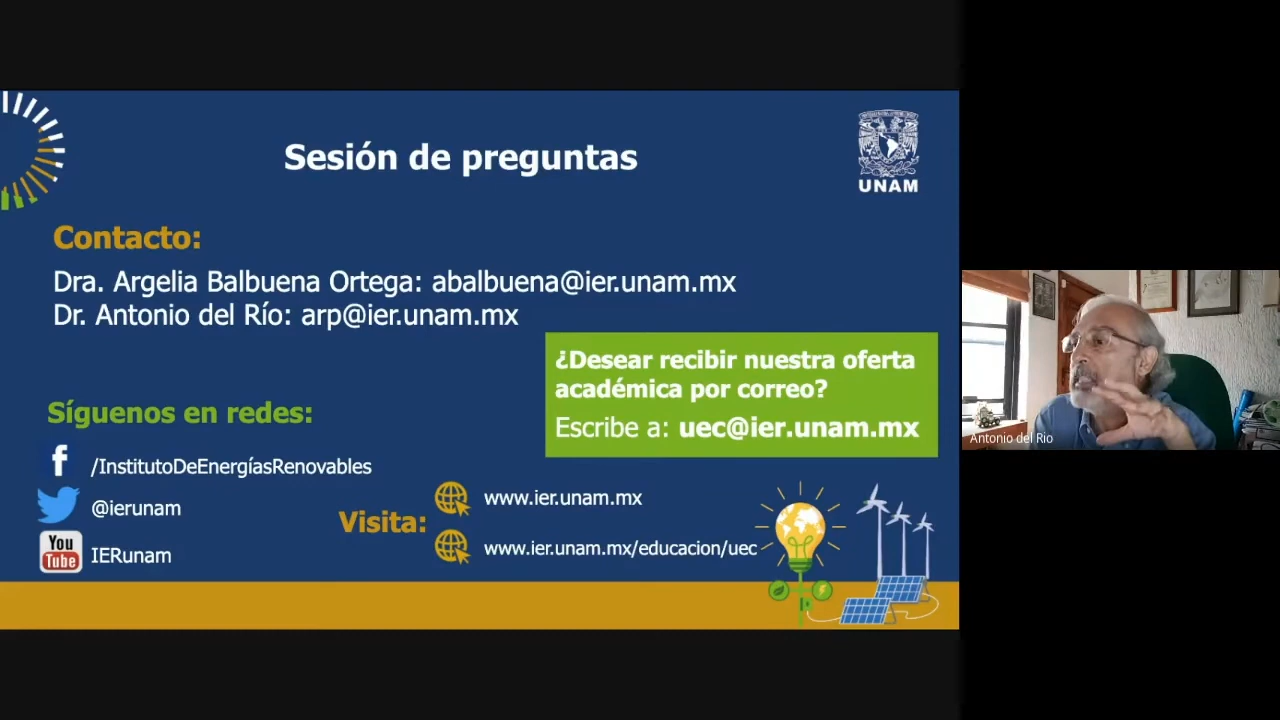 Sesión de preguntas
UNAM
Contacto:
Dra. Argelia Balbuena Ortega: abalbuena@ier.unam.mx
Dr. Antonio del Río: arp@ier.unam.mx
¿Desear recibir nuestra oferta
académica por correo?
Escribe a: uec@ier.unam.mx
Síguenos en redes:
f /InstitutoDeEnergíasRenovables
@ierunam
You
Tube
IERunam
Visita:
www.ier.unam.mx
www.ier.unam.mx/educacion/uec
Antonio del Rio